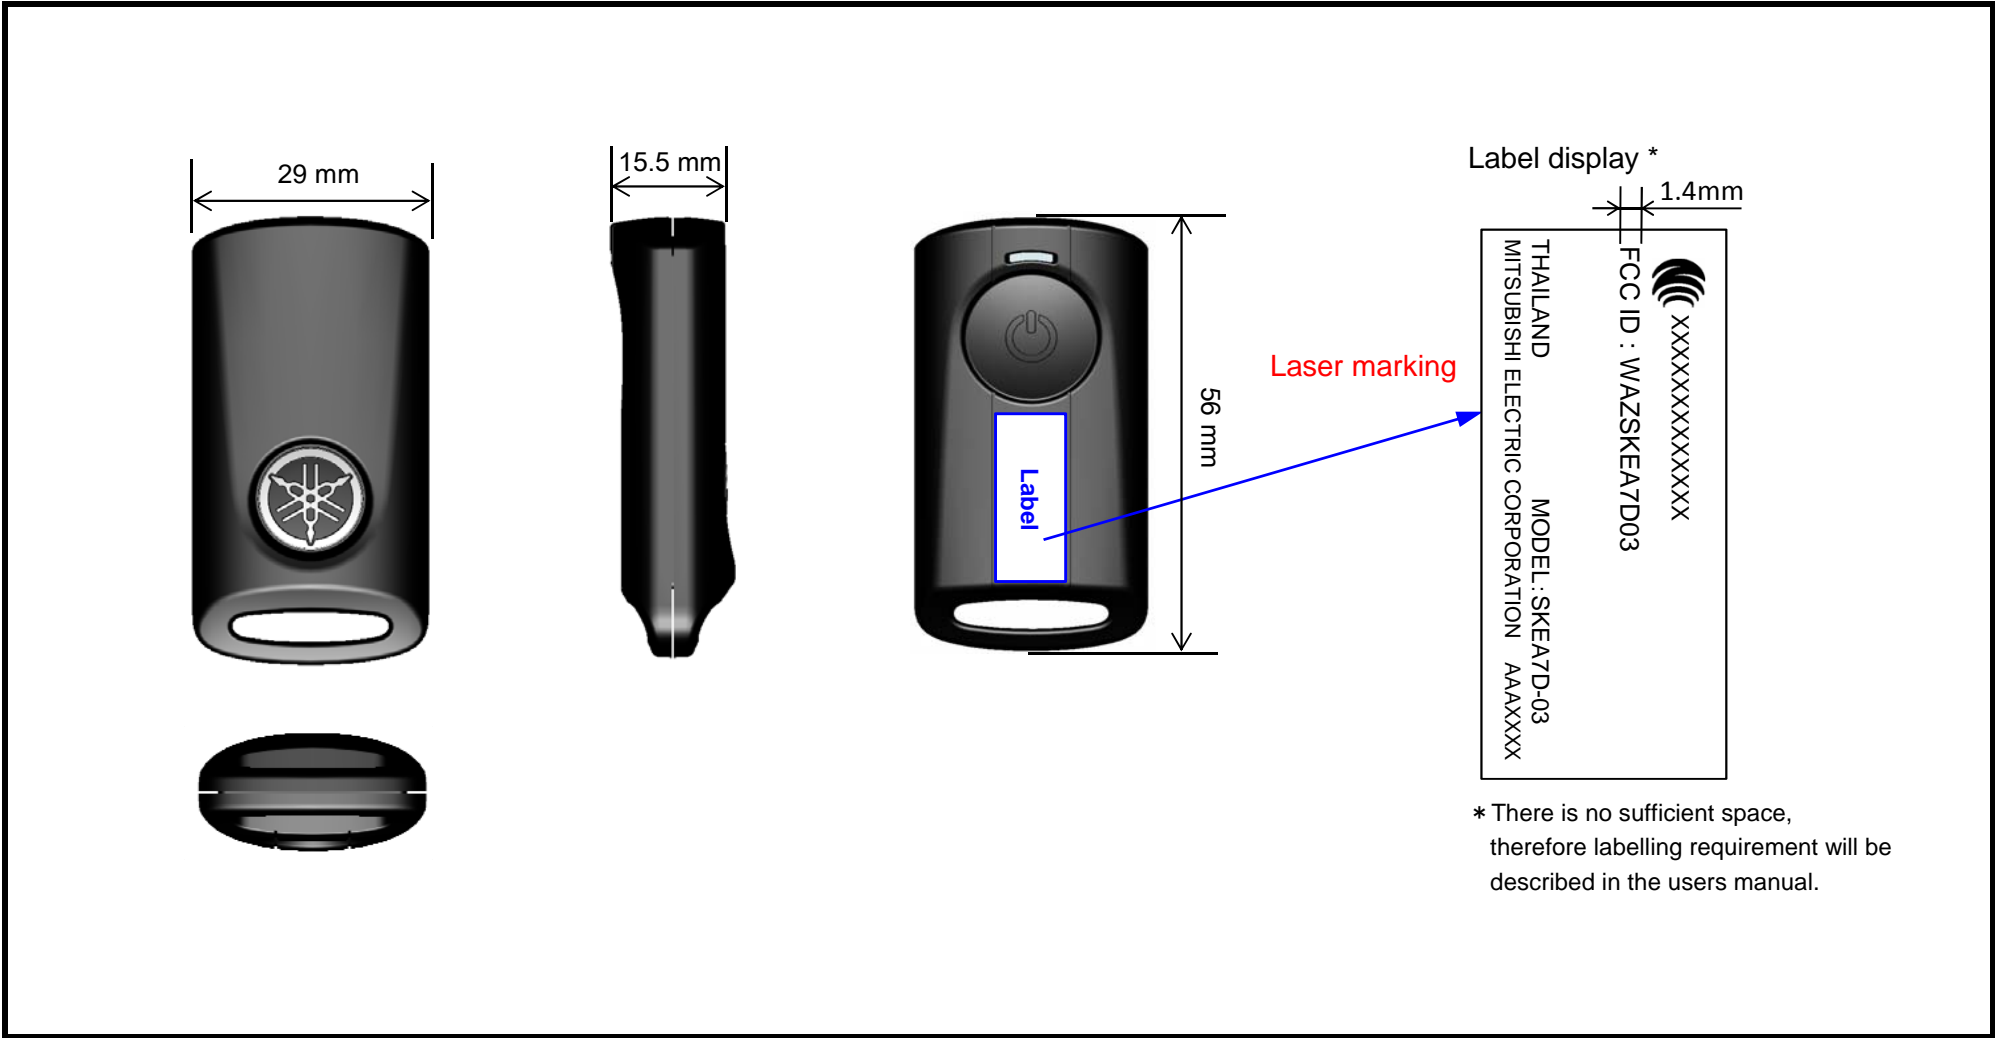 29 mm
15.5 mm
56 mm
Label
Laser marking
Label display *
1.4mm
XXXXXXXXXXXXX
FCC ID : WAZSKEA7D03
THAILAND MODEL : SKEA7D-03
MITSUBISHI ELECTRIC CORPORATION AAAXXXX
* There is no sufficient space,
therefore labelling requirement will be
described in the users manual.